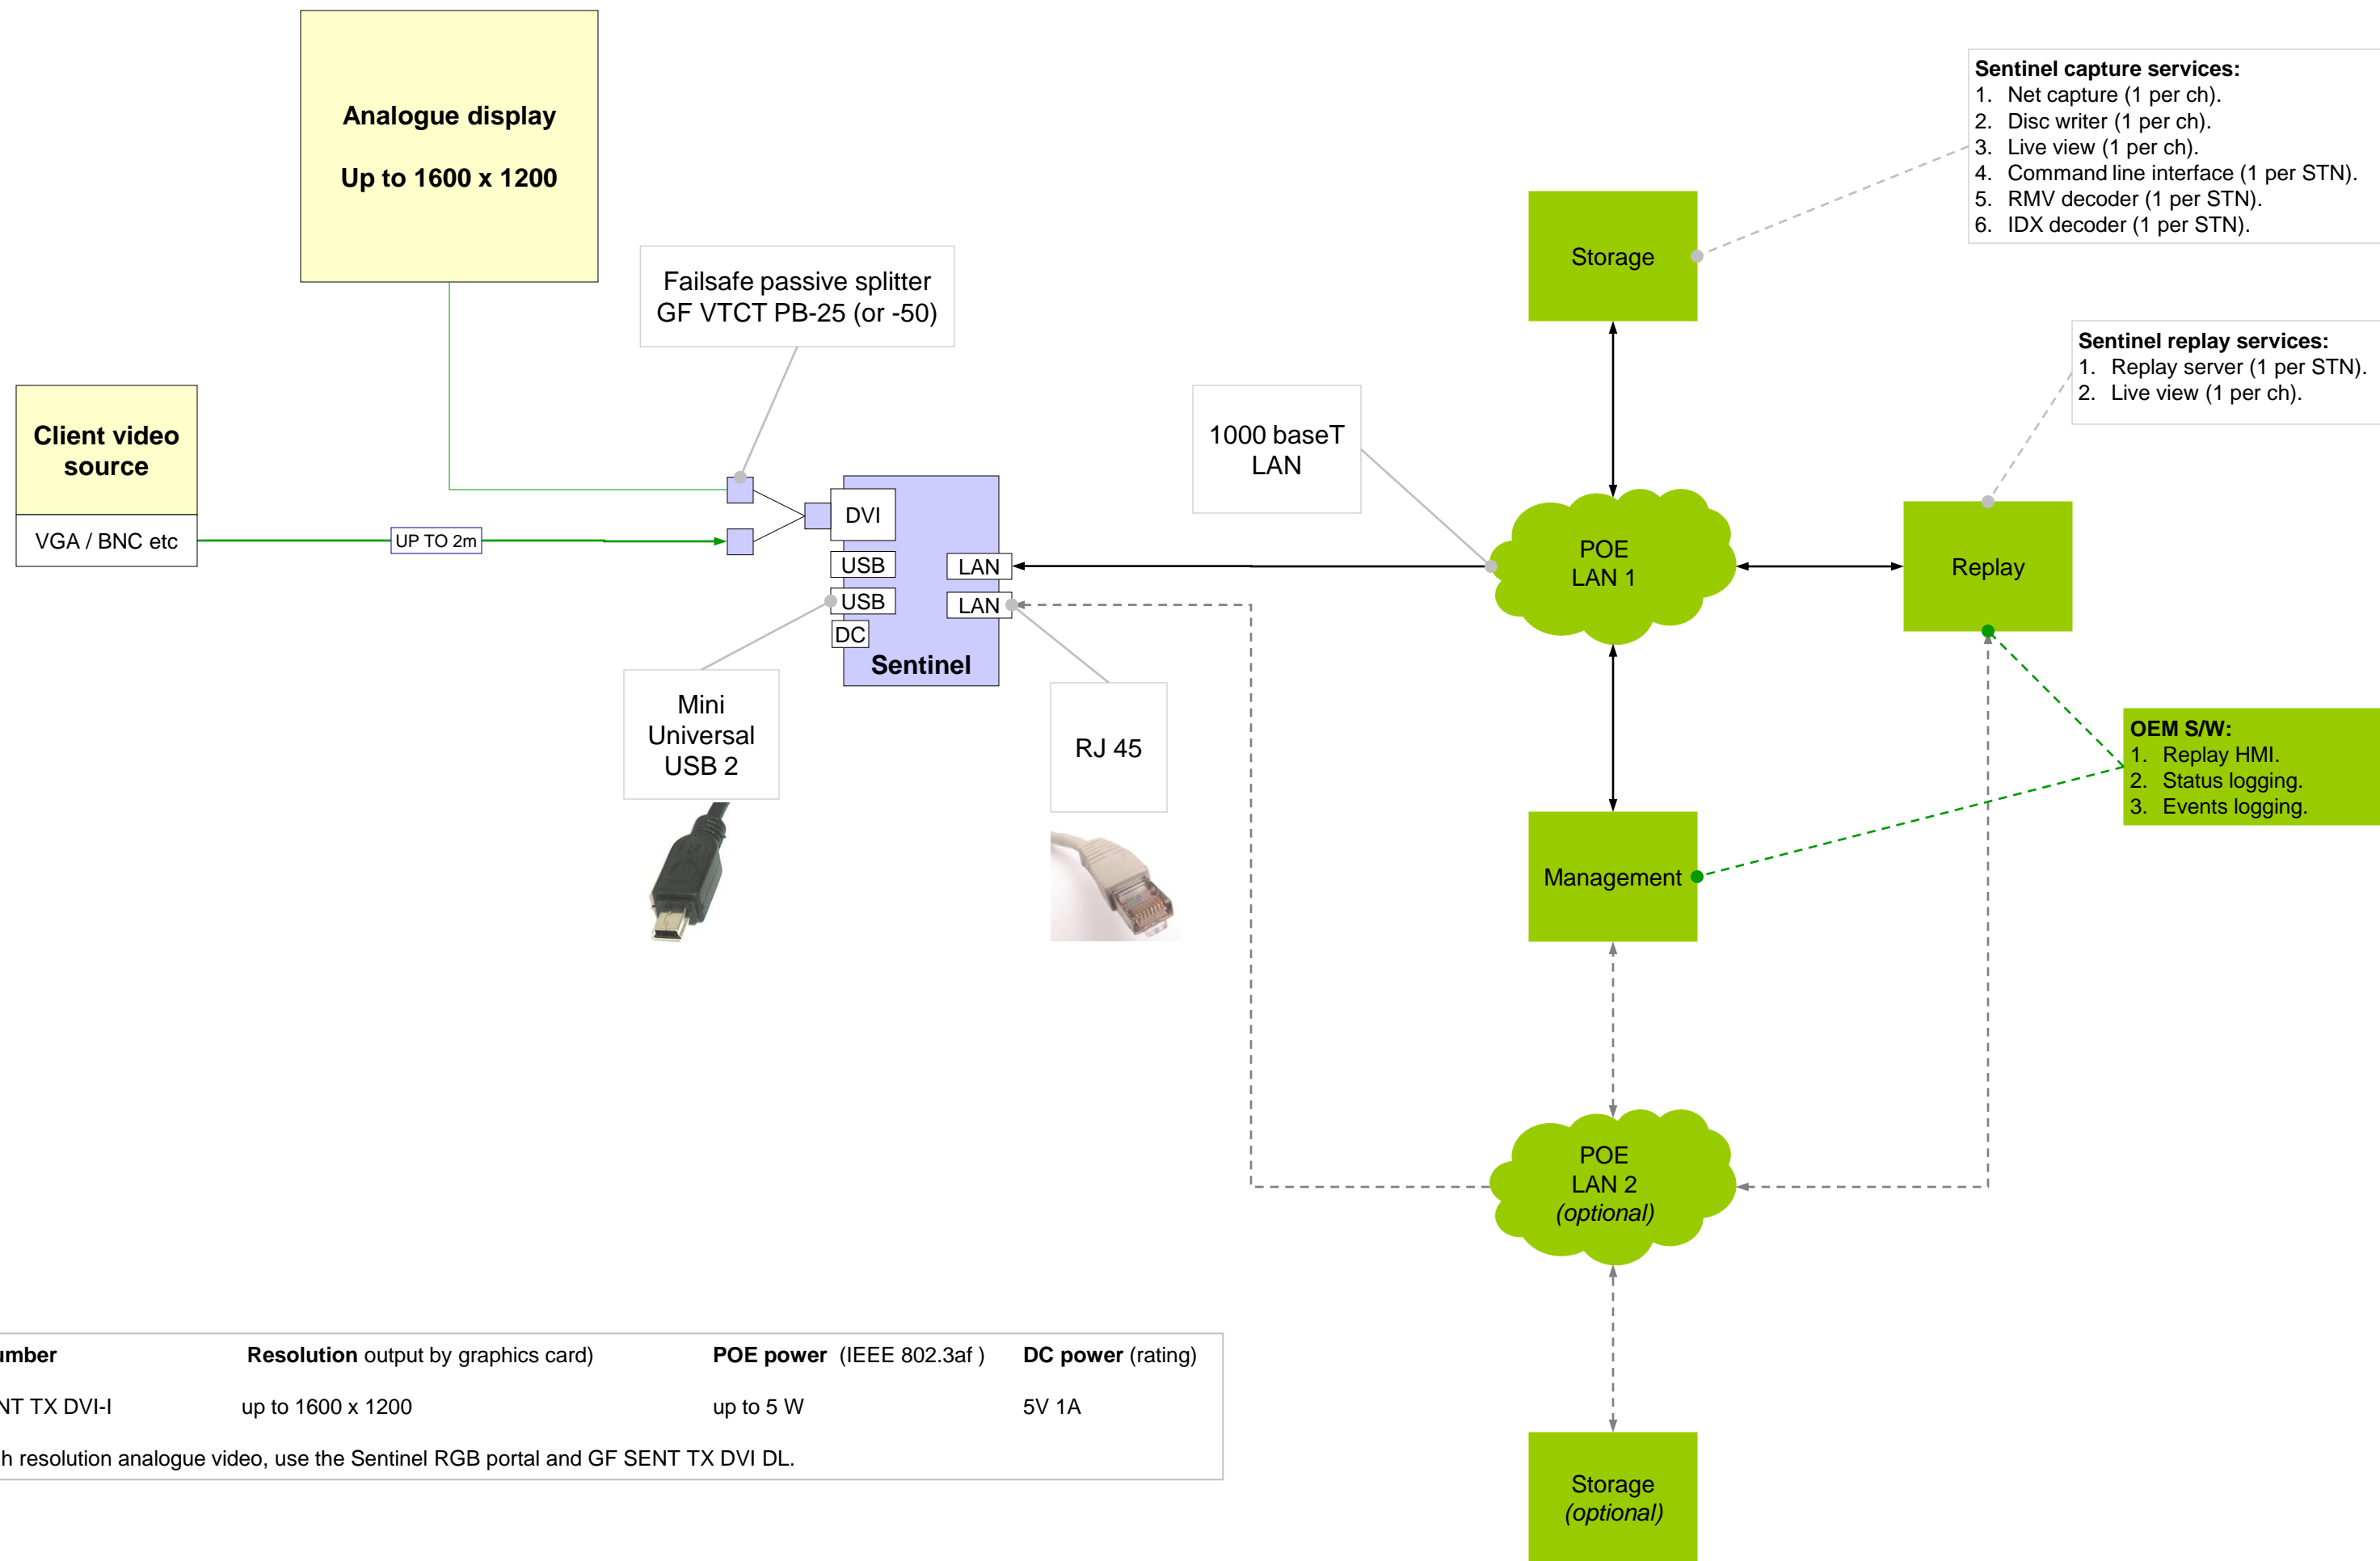 Analogue display
Up to 1600 x 1200
Sentinel capture services:
1. Net capture (1 per ch).
2. Disc writer (1 per ch).
3. Live view (1 per ch).
4. Command line interface (1 per STN).
5. RMV decoder (1 per STN).
6. IDX decoder (1 per STN).
Storage
Failsafe passive splitter
GF VTCT PB-25 (or -50)
Sentinel replay services:
1. Replay server (1 per STN).
2. Live view (1 per ch).
Client video
source
VGA / BNC etc
UP TO 2m
1000 baseT
LAN
DVI
USB
USB
DC
LAN
LAN
Sentinel
POE
LAN 1
Replay
Mini
Universal
USB 2
RJ 45
OEM S/W:
1. Replay HMI.
2. Status logging.
3. Events logging.
Management
POE
LAN 2
(optional)
Resolution output by graphics card) POE power (IEEE 802.3af ) DC power (rating)
TX DVI-I up to 1600 x 1200 up to 5 W 5V 1A
resolution analogue video, use the Sentinel RGB portal and GF SENT TX DVI DL.
Storage
(optional)